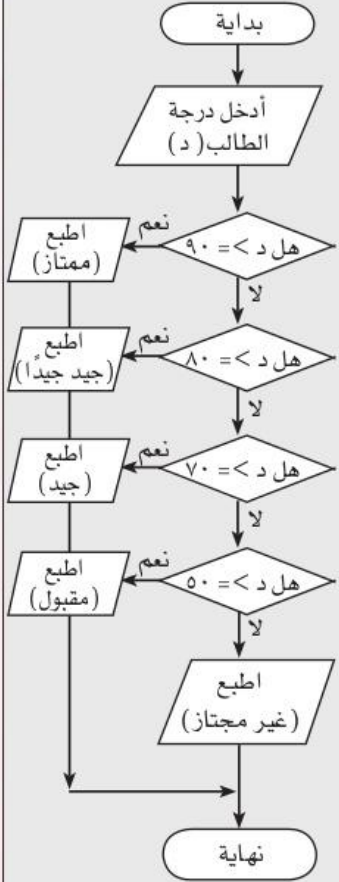 بداية
أدخل درجة
الطالب (د)
هل د >= ٩٠
نعم
اطبع
(ممتاز)
لا
هل د >= ٨٠
نعم
اطبع
(جيد جيدًا)
لا
هل د >= ٧٠
نعم
اطبع
(جيد)
لا
هل د >= ٥٠
نعم
اطبع
(مقبول)
لا
اطبع
(غير مجتاز)
نهاية